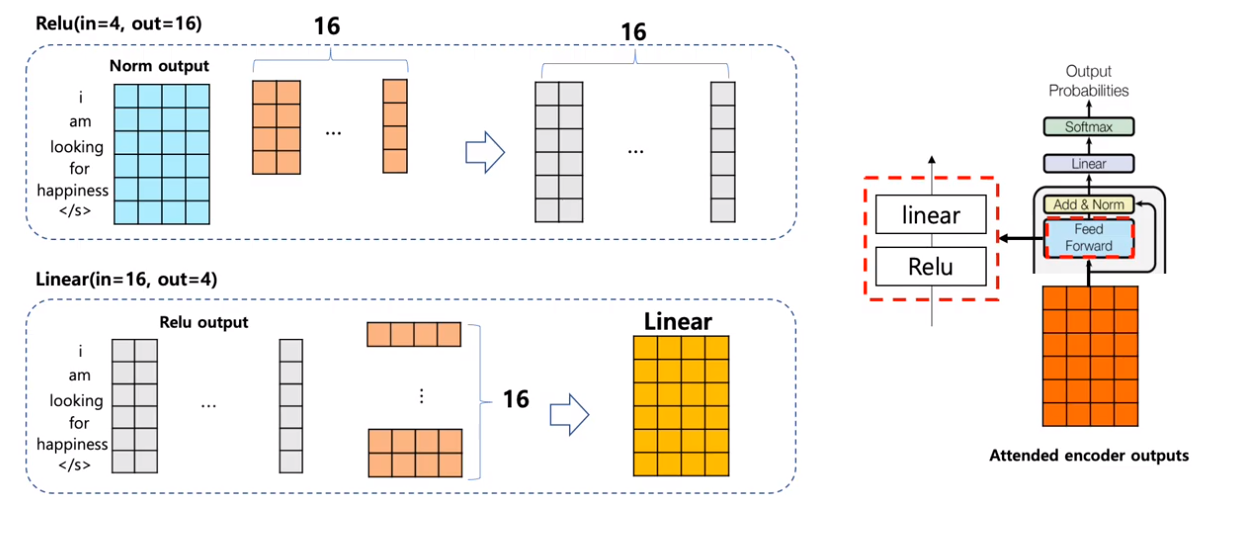 Relu(in=4, out=16)
16
16
Norm output
i
am
looking
for
happiness
</s>
...
...
Linear(in=16, out=4)
Relu output
Linear
i
am
looking
for
happiness
</s>
...
⋮
16
linear
Relu
Output
Probabilities
Softmax
Linear
Add & Norm
Feed
Forward
Attended encoder outputs